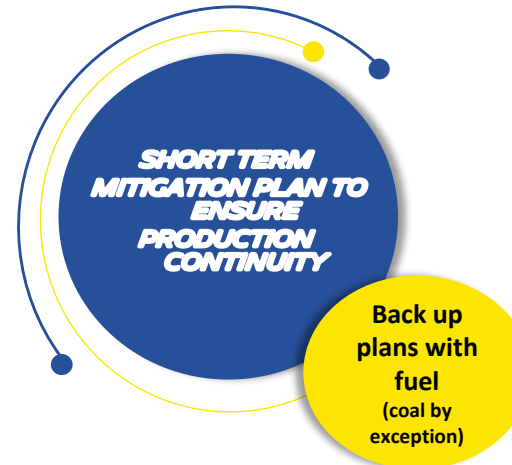 SHORT TERM
MITIGATION PLAN TO
ENSURE
PRODUCTION
CONTINUITY
Back up
plans with
fuel
(coal by
exception)